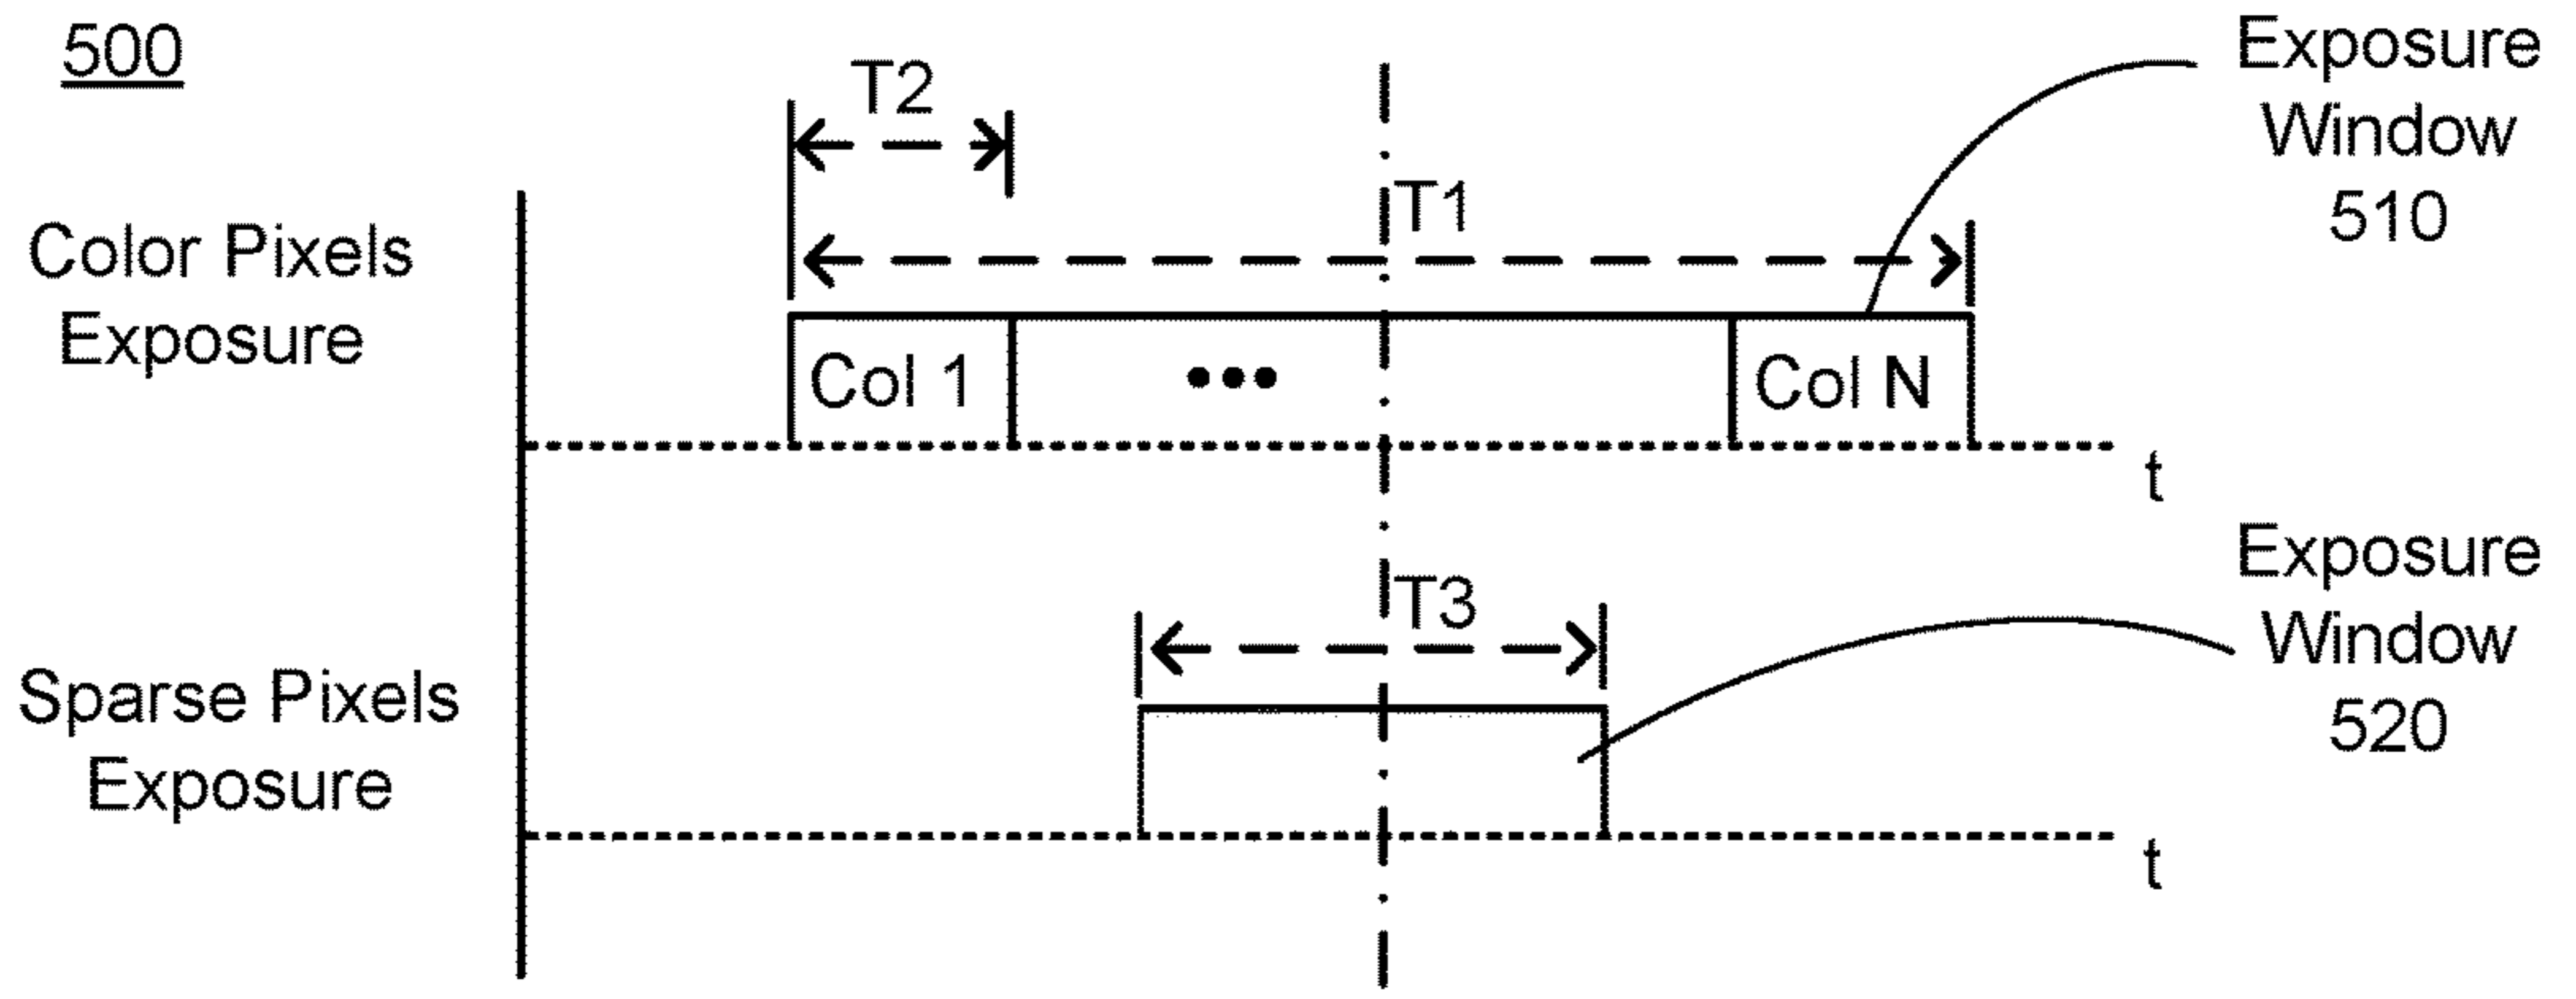 500
T2
Exposure
Window
510
T1
Color Pixels
Exposure
Col 1
•••
Col N
t
Exposure
Window
520
T3
Sparse Pixels
Exposure
t